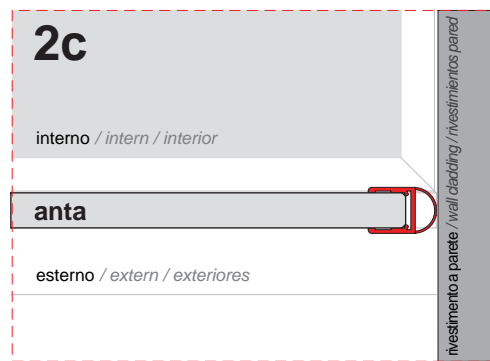 2c
interno / intern / interior
anta
esterno / extern / exteriores
rivestimento a parete / wall cladding / rivestimientos pared